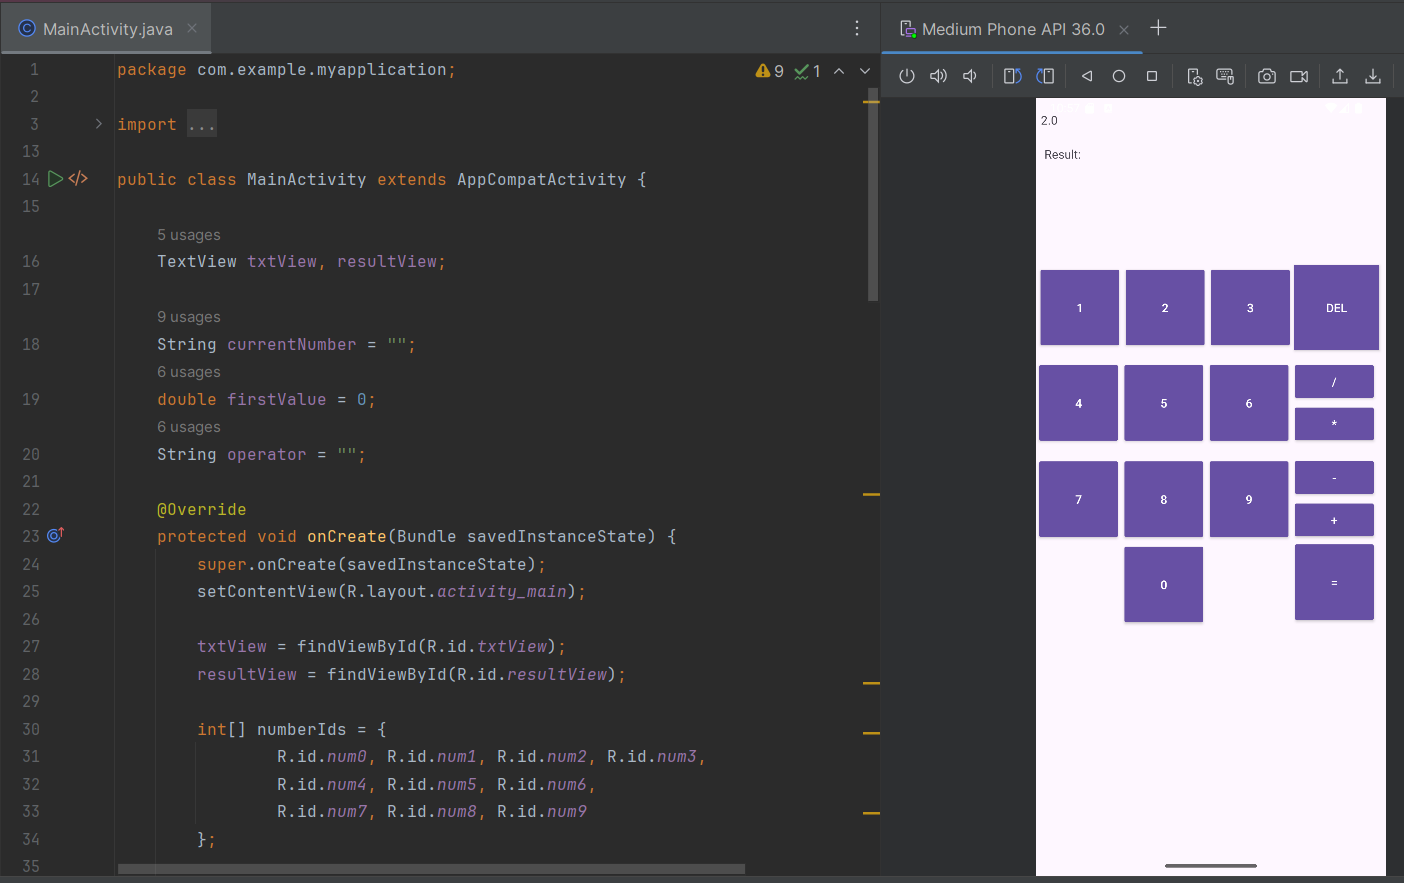 MainActivity.java
Medium Phone API 36.0
9 1
1 package com.example.myapplication;
2
3 import ...
13
14 public class MainActivity extends AppCompatActivity {
15
5 usages
16 TextView txtView, resultView;
17
9 usages
18 String currentNumber = "";
6 usages
19 double firstValue = 0;
6 usages
20 String operator = "";
21
22 @Override
23 protected void onCreate(Bundle savedInstanceState) {
24 super.onCreate(savedInstanceState);
25 setContentView(R.layout.activity_main);
26
27 txtView = findViewById(R.id.txtView);
28 resultView = findViewById(R.id.resultView);
29
30 int[] numberIds = {
31 R.id.num0, R.id.num1, R.id.num2, R.id.num3,
32 R.id.num4, R.id.num5, R.id.num6,
33 R.id.num7, R.id.num8, R.id.num9
34 };
35
2.0
Result:
1 2 3 DEL
4 5 6 /
*
7 8 9 -
+
0 =